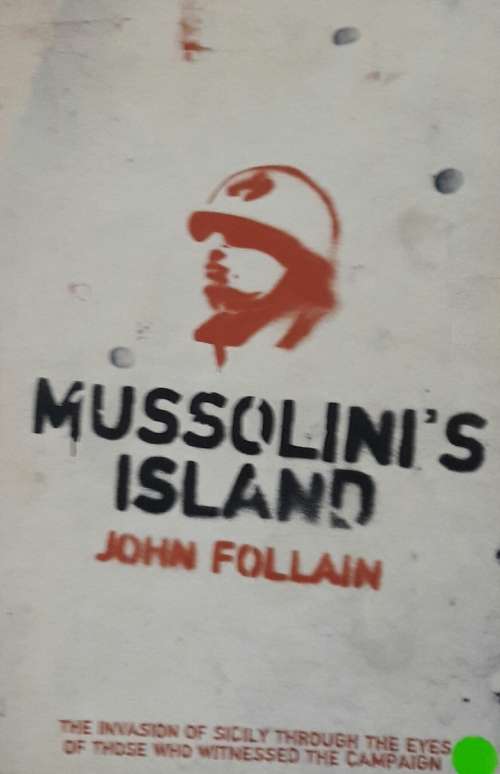 MUSSOLINI'S
ISLAND
JOHN FOLLAIN
THE INVASION OF SICILY THROUGH THE EYES
OF THOSE WHO WITNESSED THE CAMPAIGN